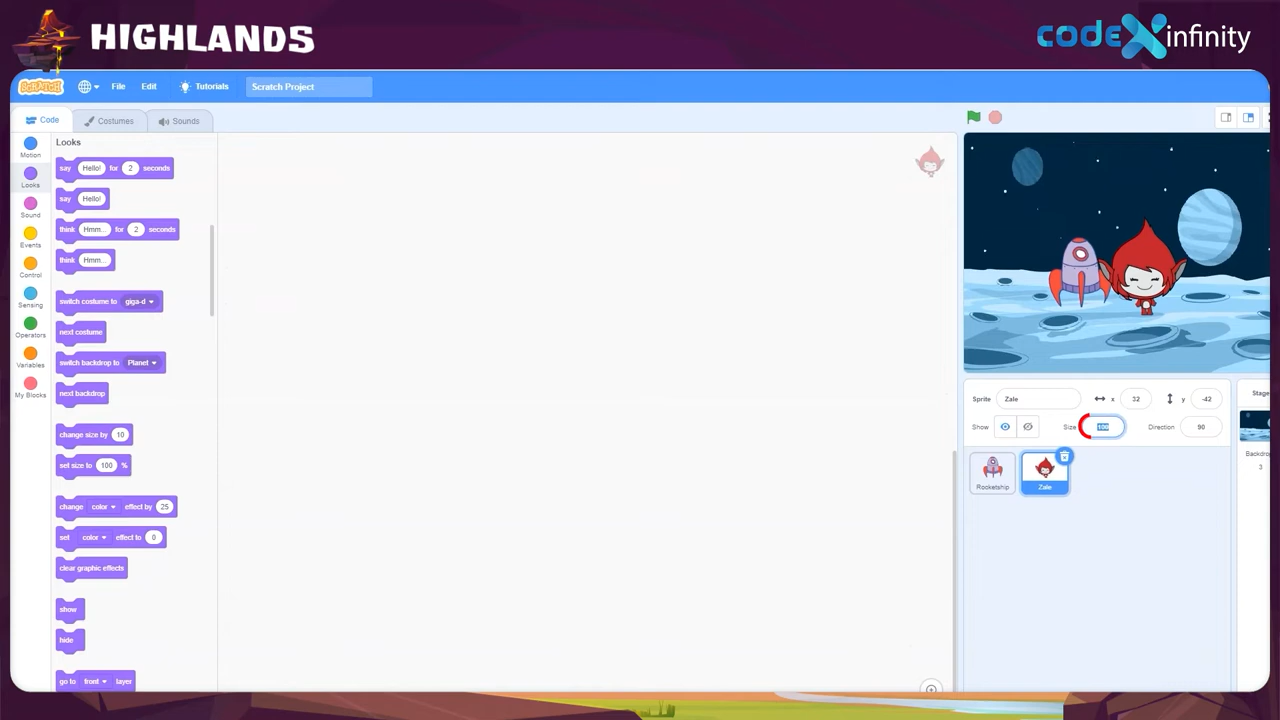 HIGHLANDS
codeXinfinity
SCRATCH
File
Edit
Tutorials
Scratch Project
Code
Costumes
Sounds
Motion
Looks
Sound
Events
Control
Sensing
Operators
Variables
My Blocks
Looks
say Hello! for 2 seconds
say Hello!
think Hmm... for 2 seconds
think Hmm...
switch costume to giga-d
next costume
switch backdrop to Planet
next backdrop
change size by 10
set size to 100 %
change color effect by 25
set color effect to 0
clear graphic effects
show
hide
go to front layer
Sprite Zale x 32 y -42
Show Size 100 Direction 90
Rocketship
Zale
Stage
Backdrop
3